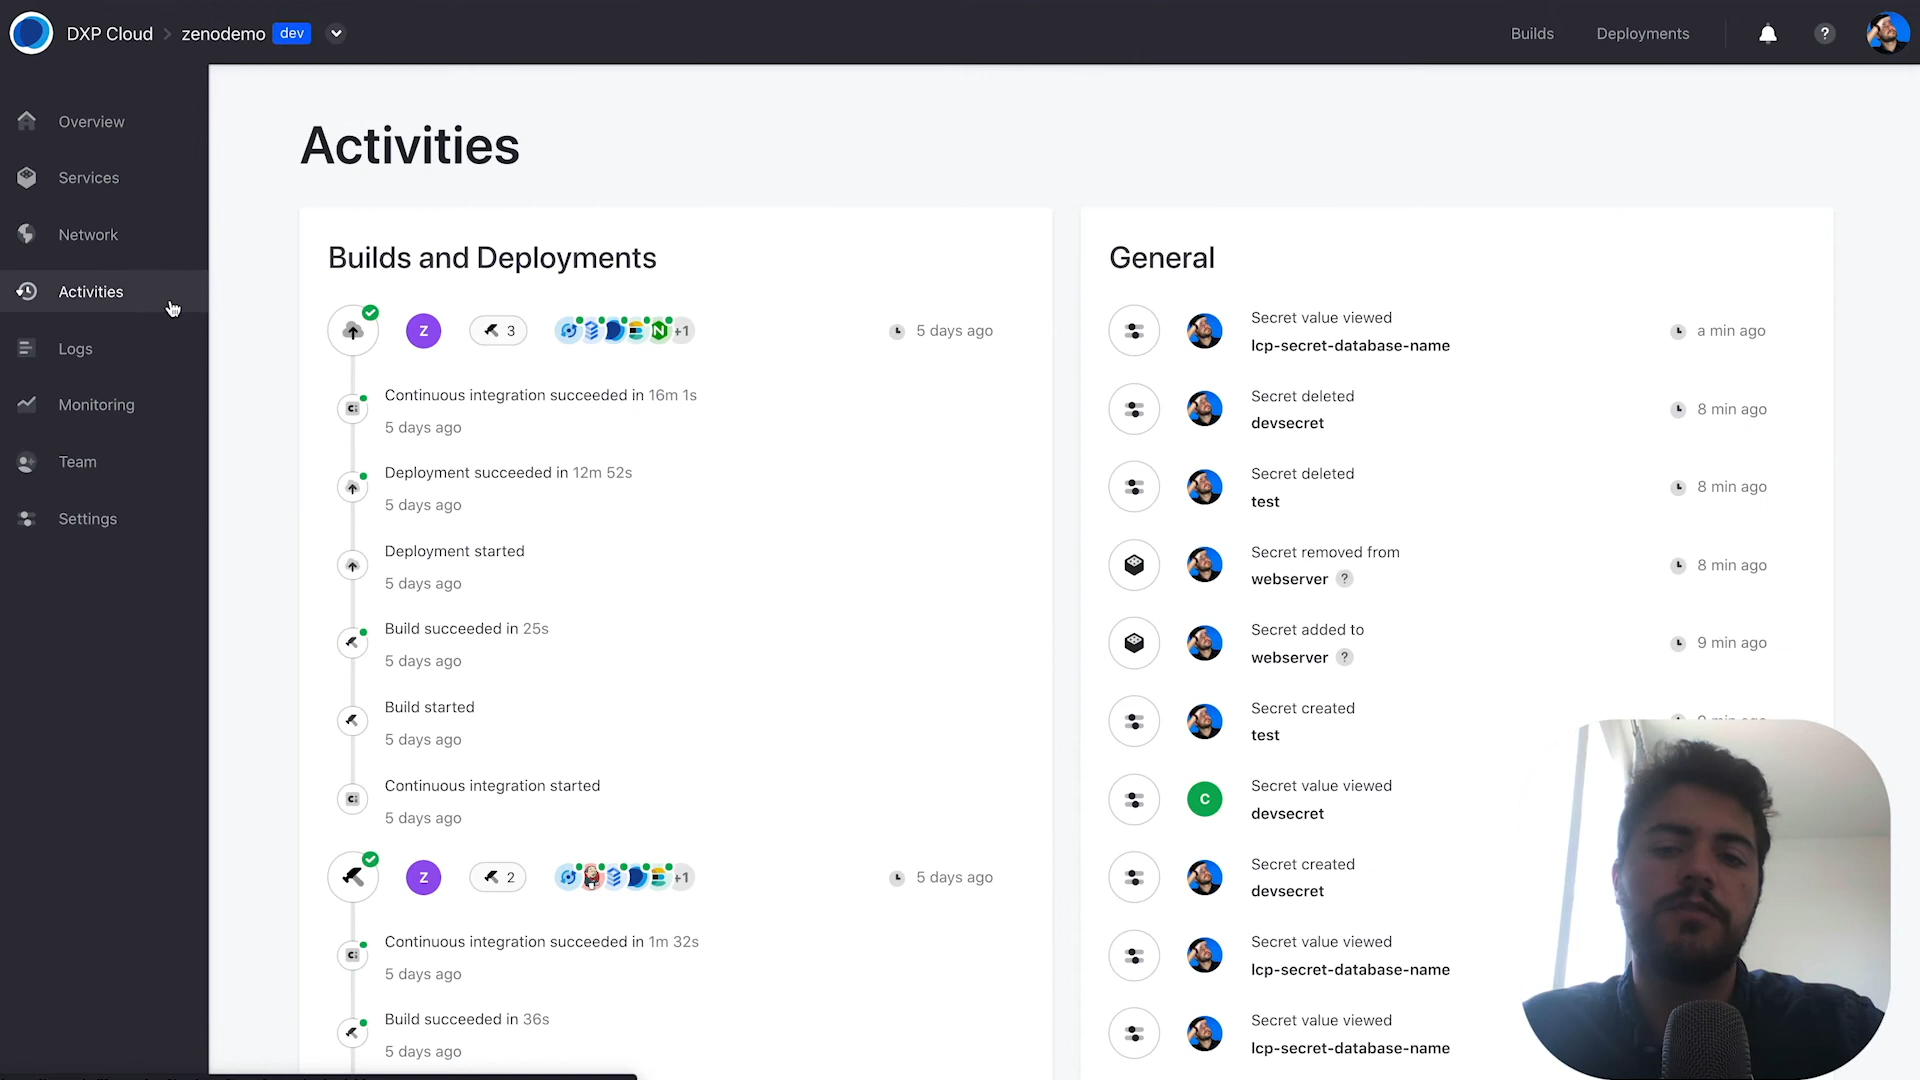 DXP Cloud > zenodemo dev
Builds
Deployments
?
Overview
Services
Network
Activities
Logs
Monitoring
Team
Settings
Activities
Builds and Deployments
Z 3 +1 5 days ago
Continuous integration succeeded in 16m 1s
5 days ago
Deployment succeeded in 12m 52s
5 days ago
Deployment started
5 days ago
Build succeeded in 25s
5 days ago
Build started
5 days ago
Continuous integration started
5 days ago
Z 2 +1 5 days ago
Continuous integration succeeded in 1m 32s
5 days ago
Build succeeded in 36s
5 days ago
General
Secret value viewed
lcp-secret-database-name
a min ago
Secret deleted
devsecret
8 min ago
Secret deleted
test
8 min ago
Secret removed from
webserver ?
8 min ago
Secret added to
webserver ?
9 min ago
Secret created
test
C
Secret value viewed
devsecret
Secret created
devsecret
Secret value viewed
lcp-secret-database-name
Secret value viewed
lcp-secret-database-name